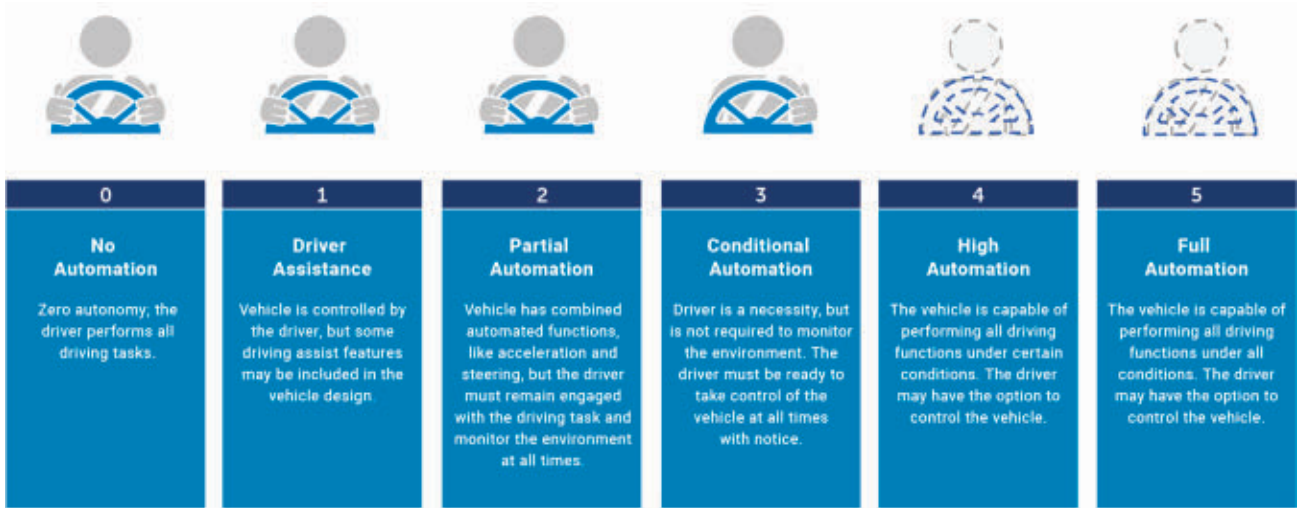 0
No
Automation
Zero autonomy; the
driver performs all
driving tasks.
1
Driver
Assistance
Vehicle is controlled by
the driver, but some
driving assist features
may be included in the
vehicle design.
2
Partial
Automation
Vehicle has combined
automated functions,
like acceleration and
steering, but the driver
must remain engaged
with the driving task and
monitor the environment
at all times.
3
Conditional
Automation
Driver is a necessity, but
is not required to monitor
the environment. The
driver must be ready to
take control of the
vehicle at all times
with notice.
4
High
Automation
The vehicle is capable of
performing all driving
functions under certain
conditions. The driver
may have the option to
control the vehicle.
5
Full
Automation
The vehicle is capable of
performing all driving
functions under all
conditions. The driver
may have the option to
control the vehicle.